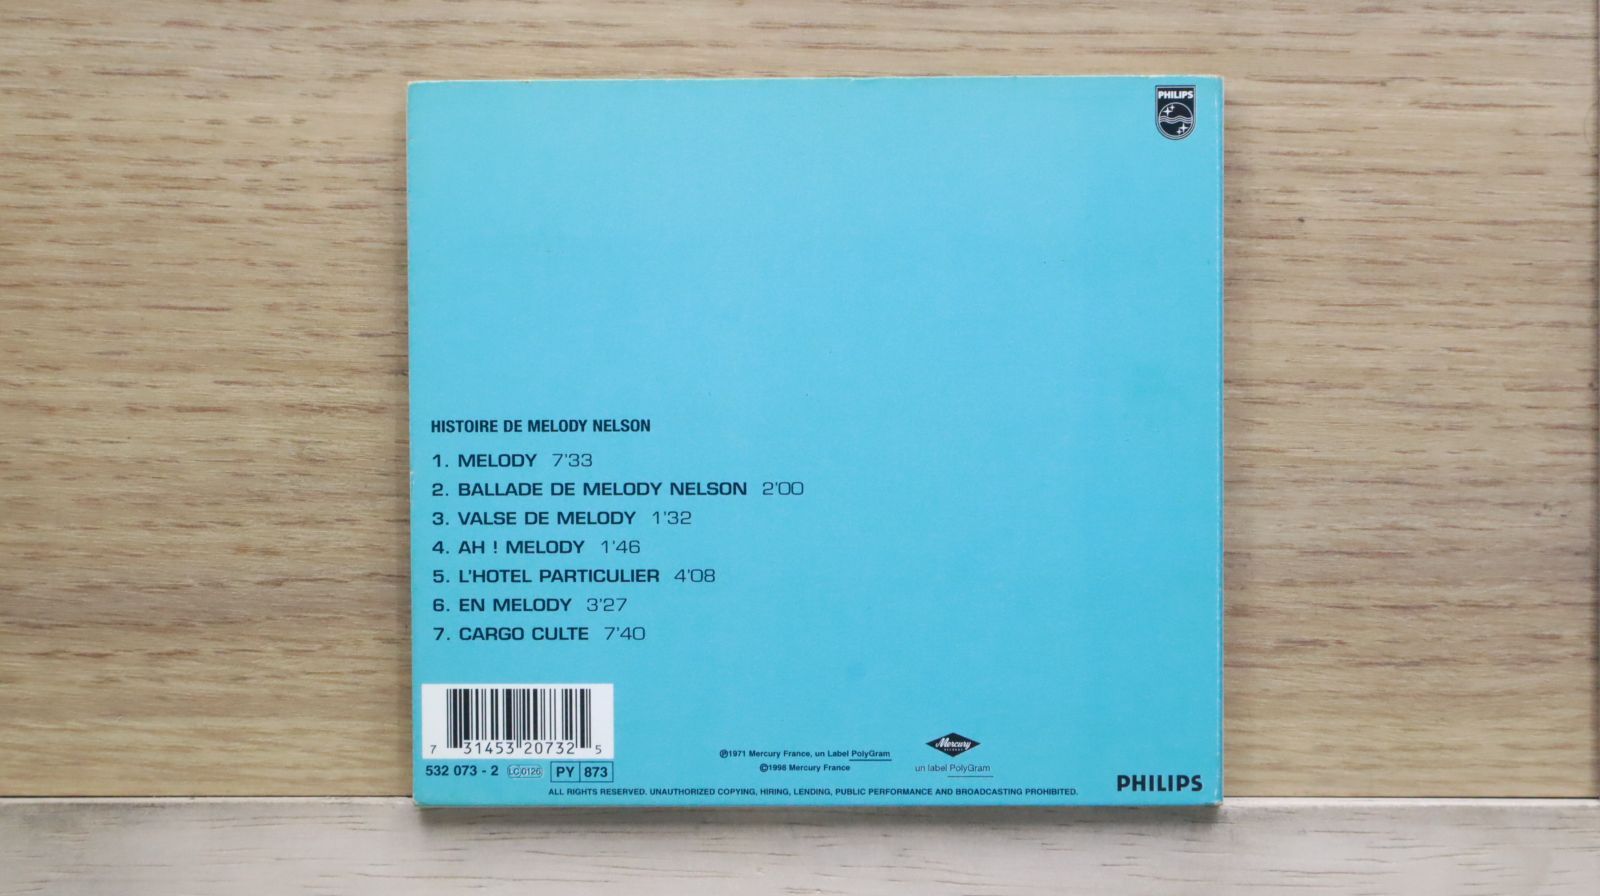 PHILIPS
HISTOIRE DE MELODY NELSON
1. MELODY 7'33
2. BALLADE DE MELODY NELSON 2'00
3. VALSE DE MELODY 1'32
4. AH ! MELODY 1'46
5. L'HOTEL PARTICULIER 4'08
6. EN MELODY 3'27
7. CARGO CULTE 7'40
7 31453 20732 5
532 073 - 2 LC 0126 PY 873
℗1971 Mercury France, un Label PolyGram
©1996 Mercury France
Mercury
RECORDS
un label PolyGram
PHILIPS
ALL RIGHTS RESERVED. UNAUTHORIZED COPYING, HIRING, LENDING, PUBLIC PERFORMANCE AND BROADCASTING PROHIBITED.